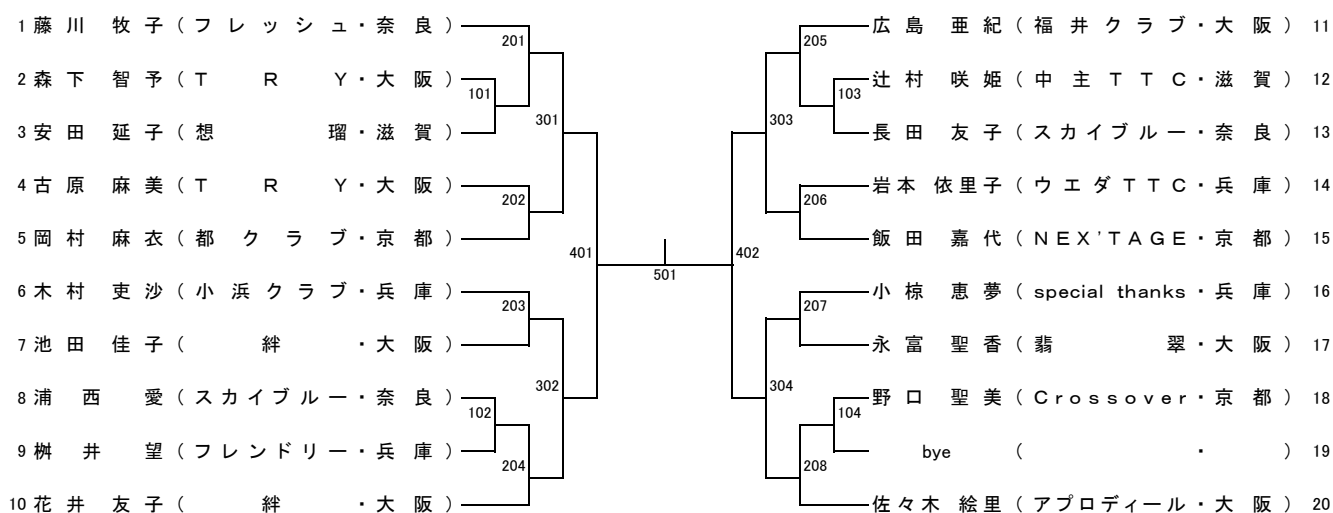 1 藤川 牧子 ( フレッシュ・奈良 )
201
2 森下 智予 ( TRY・大阪 )
101
3 安田 延子 ( 想瑠・滋賀 )
301
4 古原 麻美 ( TRY・大阪 )
202
5 岡村 麻衣 ( 都クラブ・京都 )
401
6 木村 吏沙 ( 小浜クラブ・兵庫 )
203
7 池田 佳子 ( 絆・大阪 )
302
8 浦西 愛 ( スカイブルー・奈良 )
102
9 桝井 望 ( フレンドリー・兵庫 )
204
10 花井 友子 ( 絆・大阪 )
501
広島 亜紀 ( 福井クラブ・大阪 ) 11
205
辻村 咲姫 ( 中主TTC・滋賀 ) 12
103
長田 友子 ( スカイブルー・奈良 ) 13
303
岩本 依里子 ( ウエダTTC・兵庫 ) 14
206
飯田 嘉代 ( NEX'TAGE・京都 ) 15
402
小椋 恵夢 ( special thanks・兵庫 ) 16
207
永富 聖香 ( 翡翠・大阪 ) 17
304
野口 聖美 ( Crossover・京都 ) 18
104
bye ( ・ ) 19
208
佐々木 絵里 ( アプロディール・大阪 ) 20